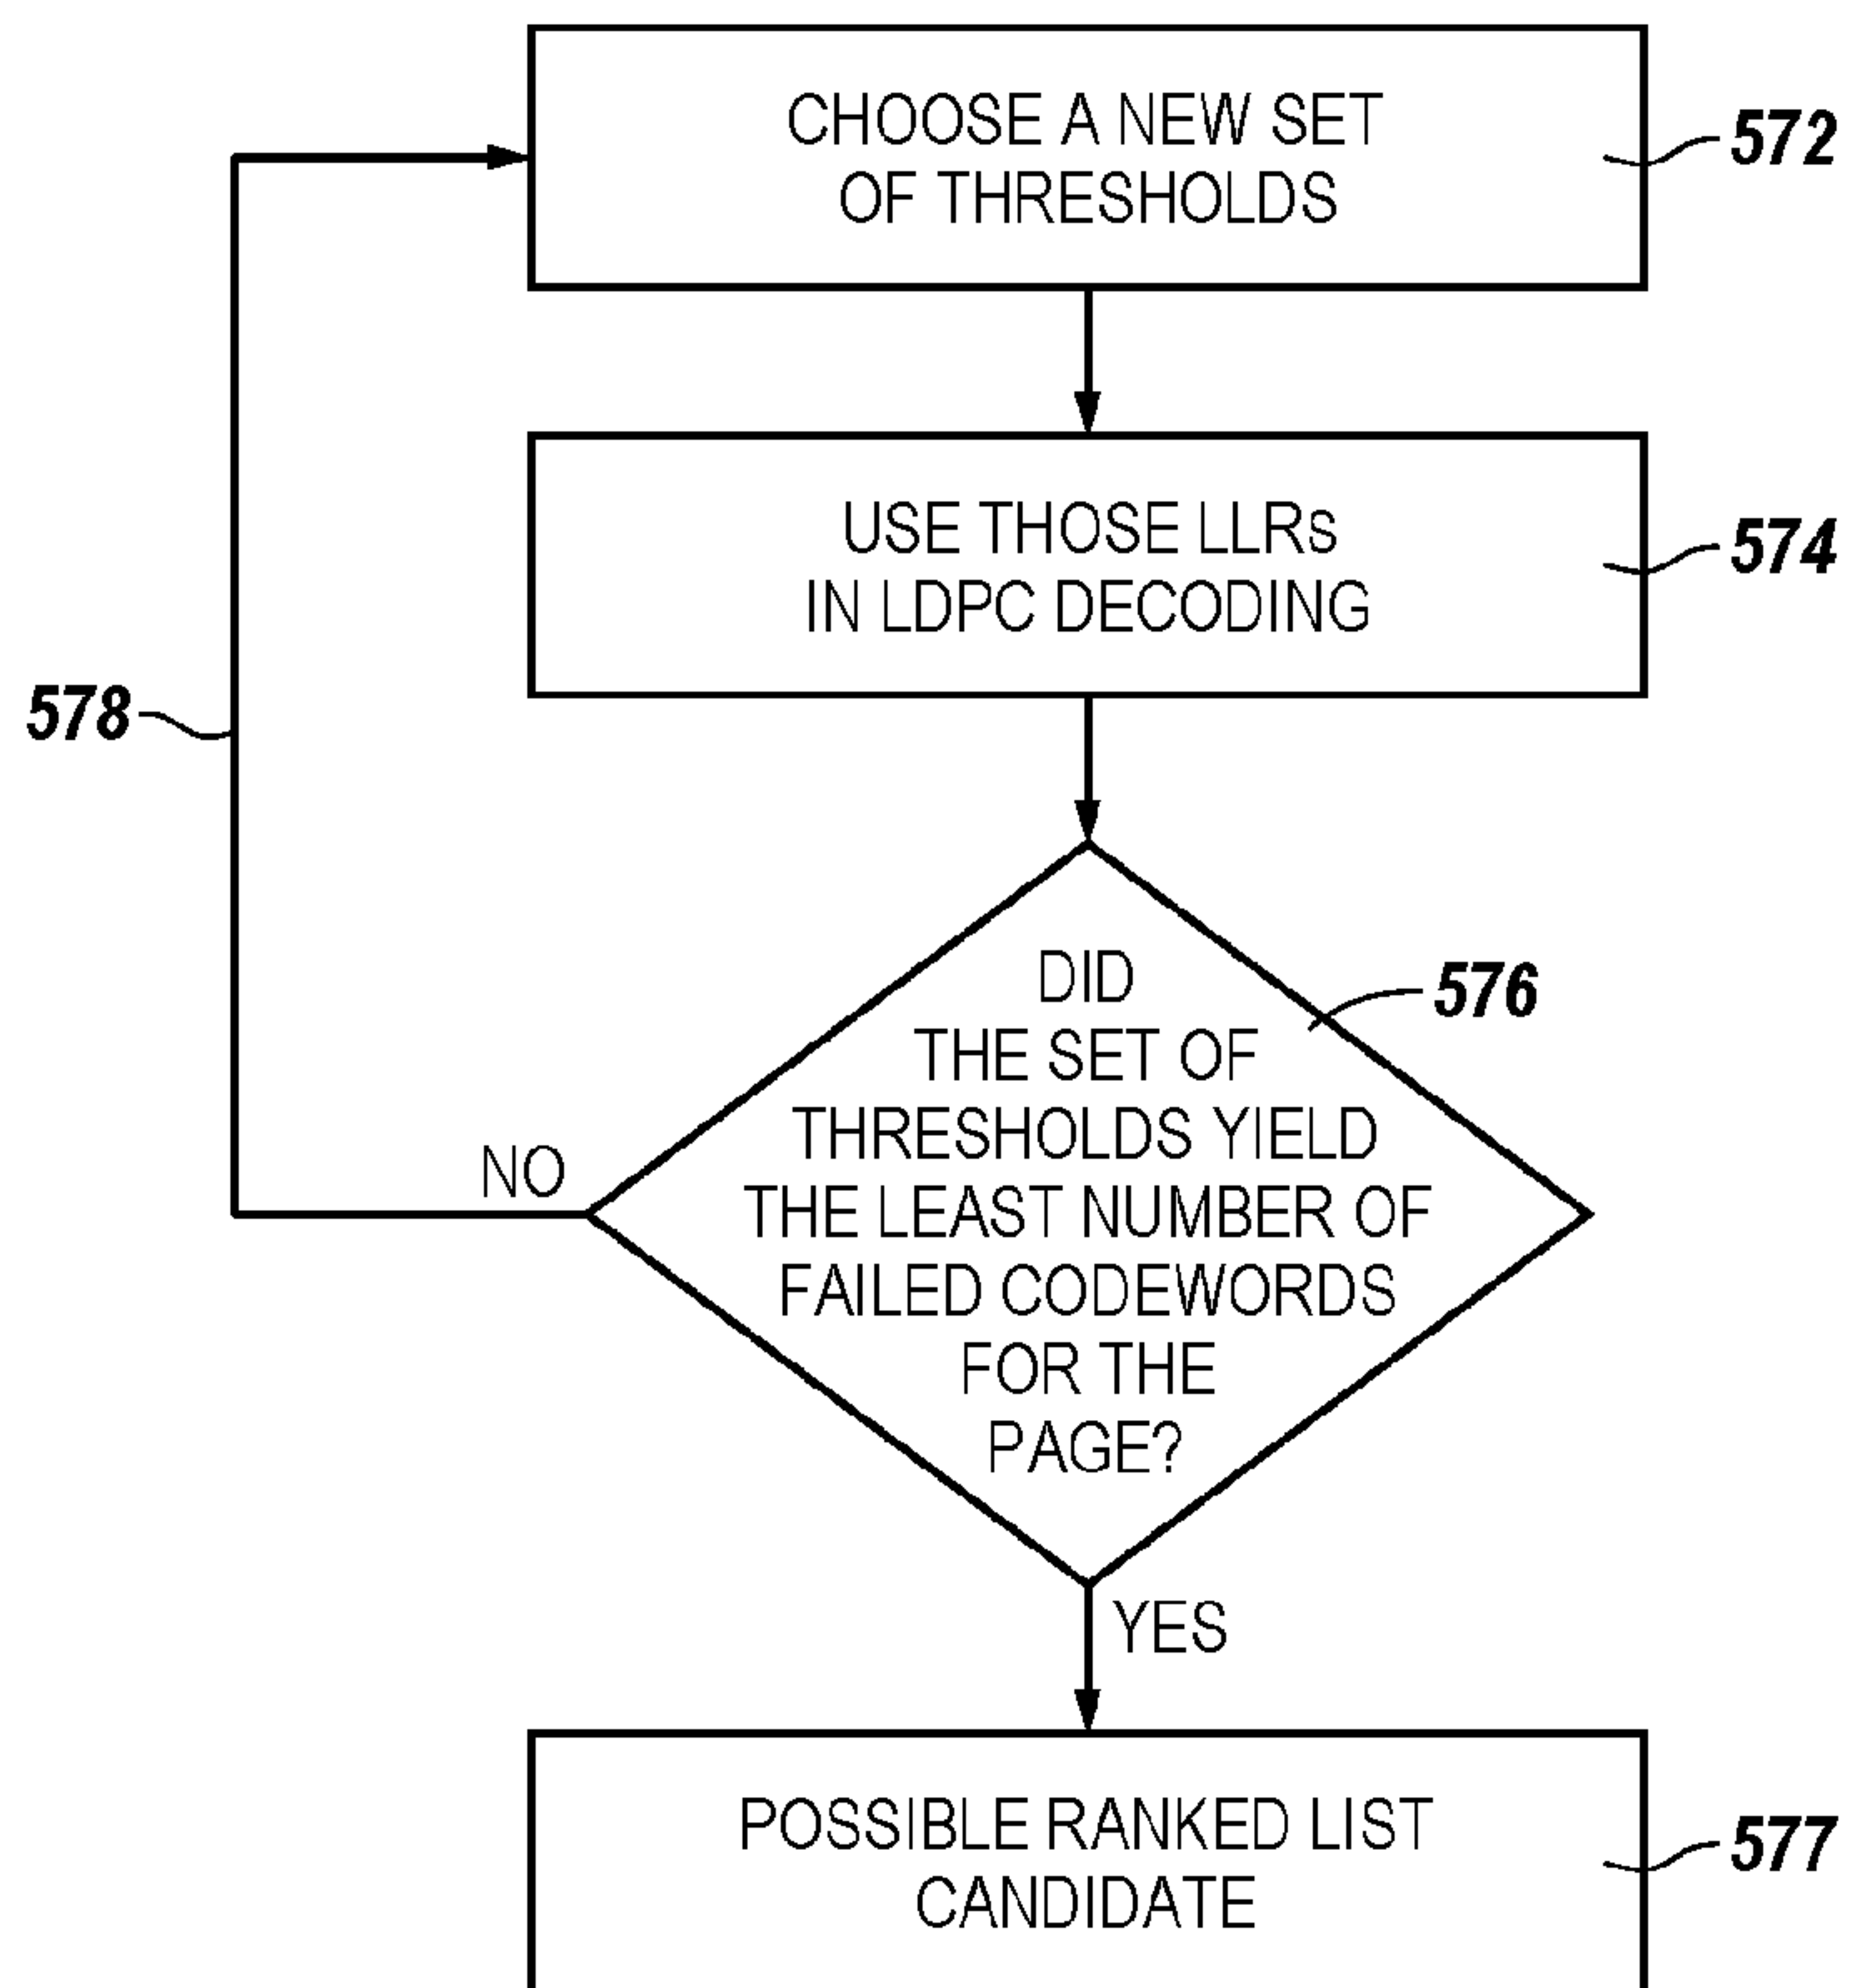 CHOOSE A NEW SET
OF THRESHOLDS
572
USE THOSE LLRs
IN LDPC DECODING
574
578
DID
THE SET OF
THRESHOLDS YIELD
THE LEAST NUMBER OF
FAILED CODEWORDS
FOR THE
PAGE?
576
NO
YES
POSSIBLE RANKED LIST
CANDIDATE
577